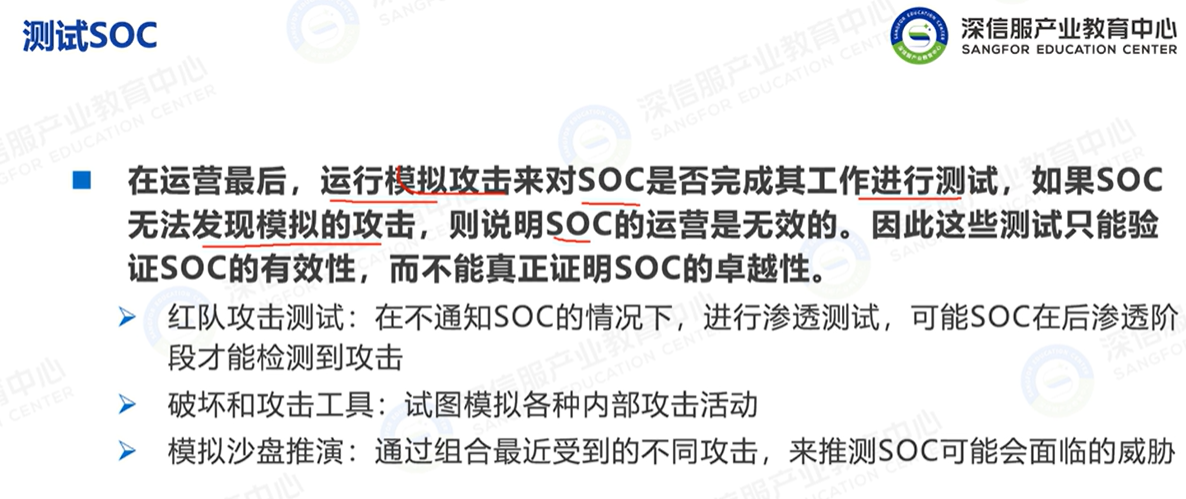 测试SOC
深信服产业教育中心
SANGFOR EDUCATION CENTER
在运营最后，运行模拟攻击来对SOC是否完成其工作进行测试，如果SOC
无法发现模拟的攻击，则说明SOC的运营是无效的。因此这些测试只能验
证SOC的有效性，而不能真正证明SOC的卓越性。
红队攻击测试：在不通知SOC的情况下，进行渗透测试，可能SOC在后渗透阶
段才能检测到攻击
破坏和攻击工具：试图模拟各种内部攻击活动
模拟沙盘推演：通过组合最近受到的不同攻击，来推测SOC可能会面临的威胁